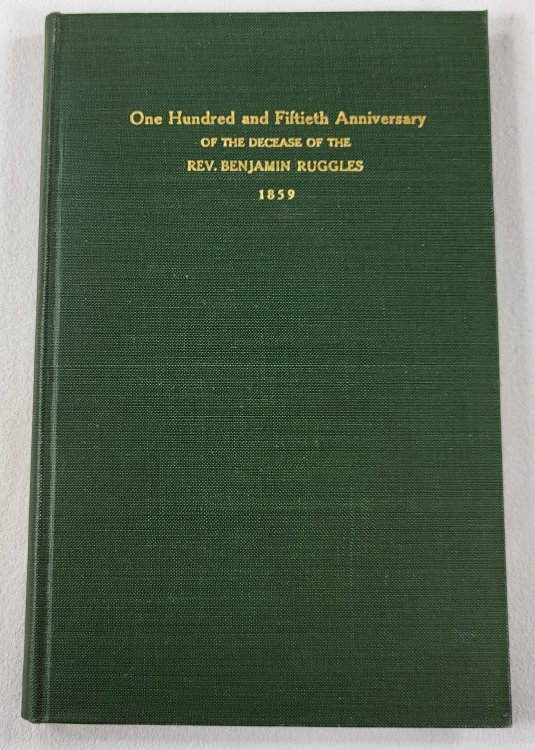 One Hundred and Fiftieth Anniversary
OF THE DECEASE OF THE
REV. BENJAMIN RUGGLES
1859